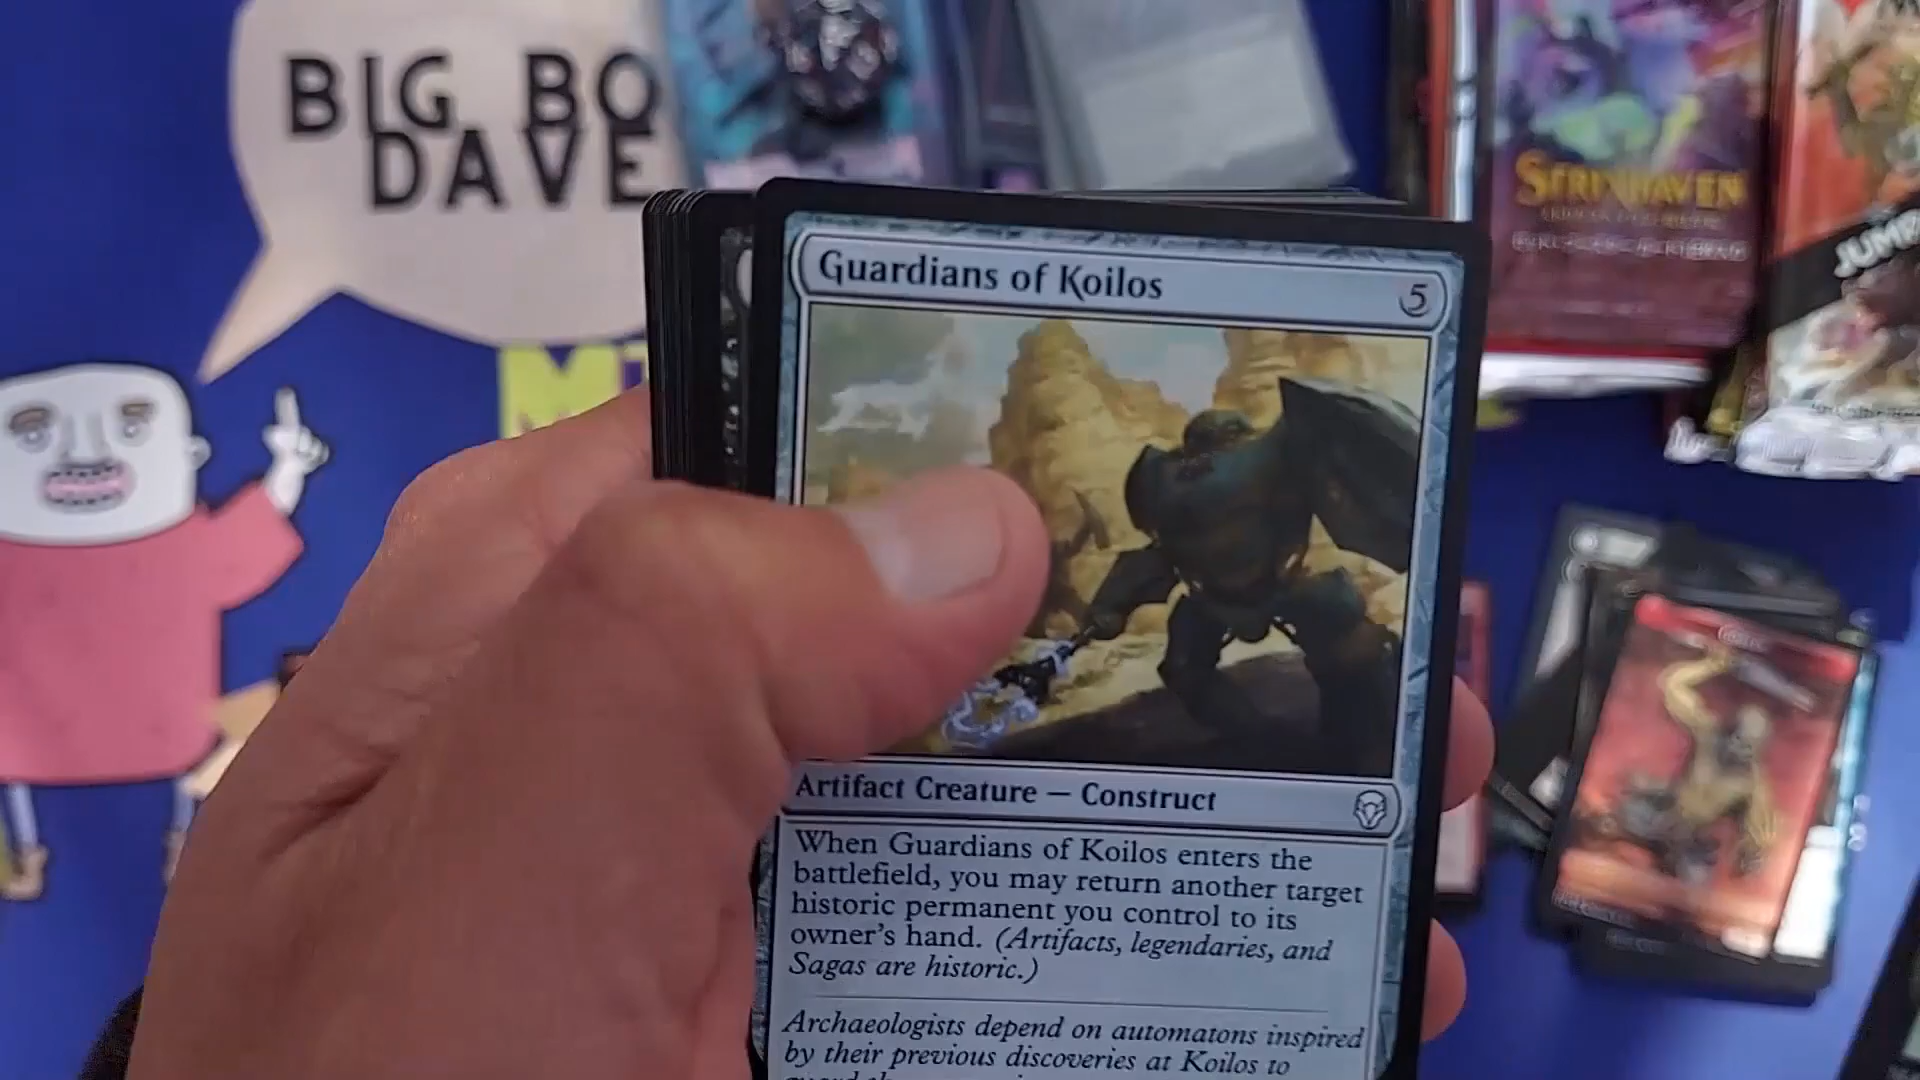 BIG BO
DAVE
STRIXHAVEN
Guardians of Koilos
5
Artifact Creature — Construct
When Guardians of Koilos enters the
battlefield, you may return another target
historic permanent you control to its
owner's hand. (Artifacts, legendaries, and
Sagas are historic.)
Archaeologists depend on automatons inspired
by their previous discoveries at Koilos to